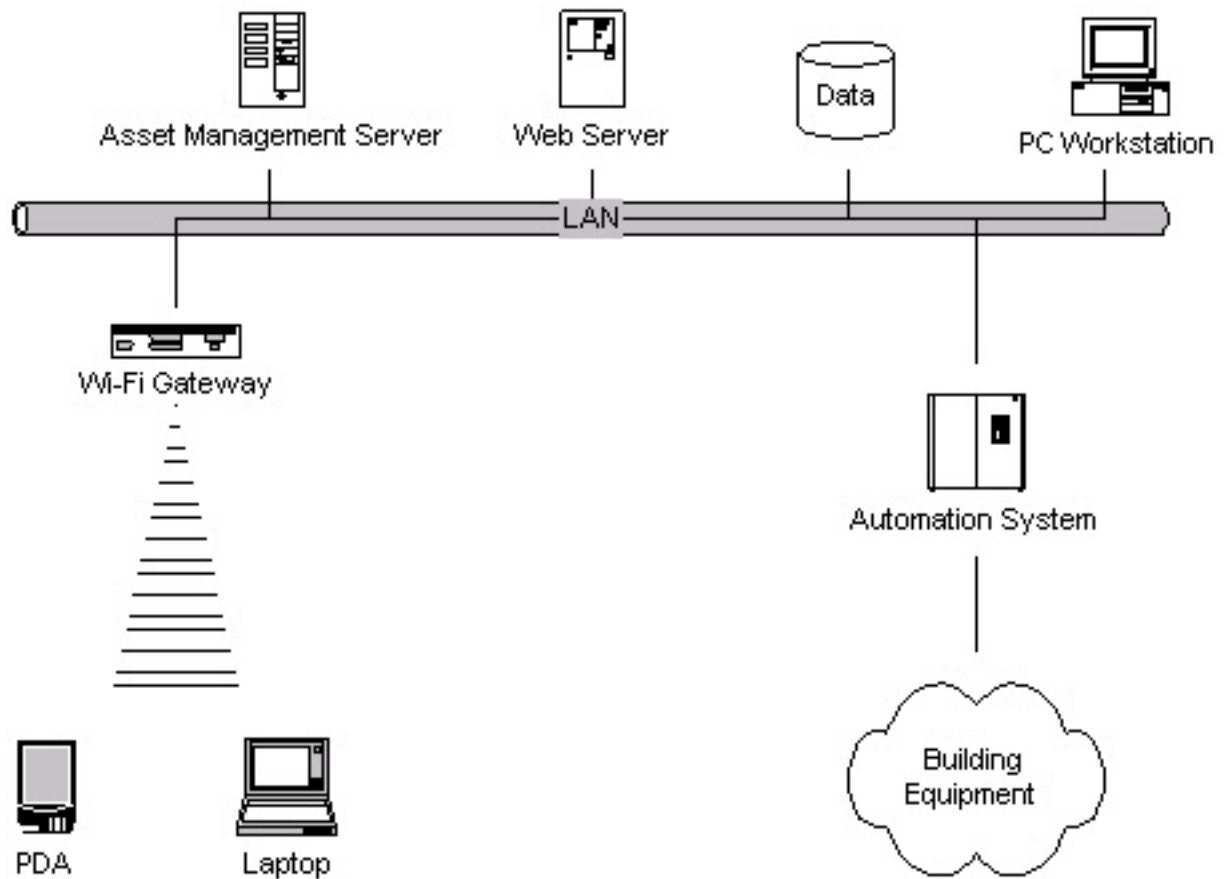 Asset Management Server
Web Server
Data
PC Workstation
LAN
Wi-Fi Gateway
Automation System
Building
Equipment
PDA
Laptop